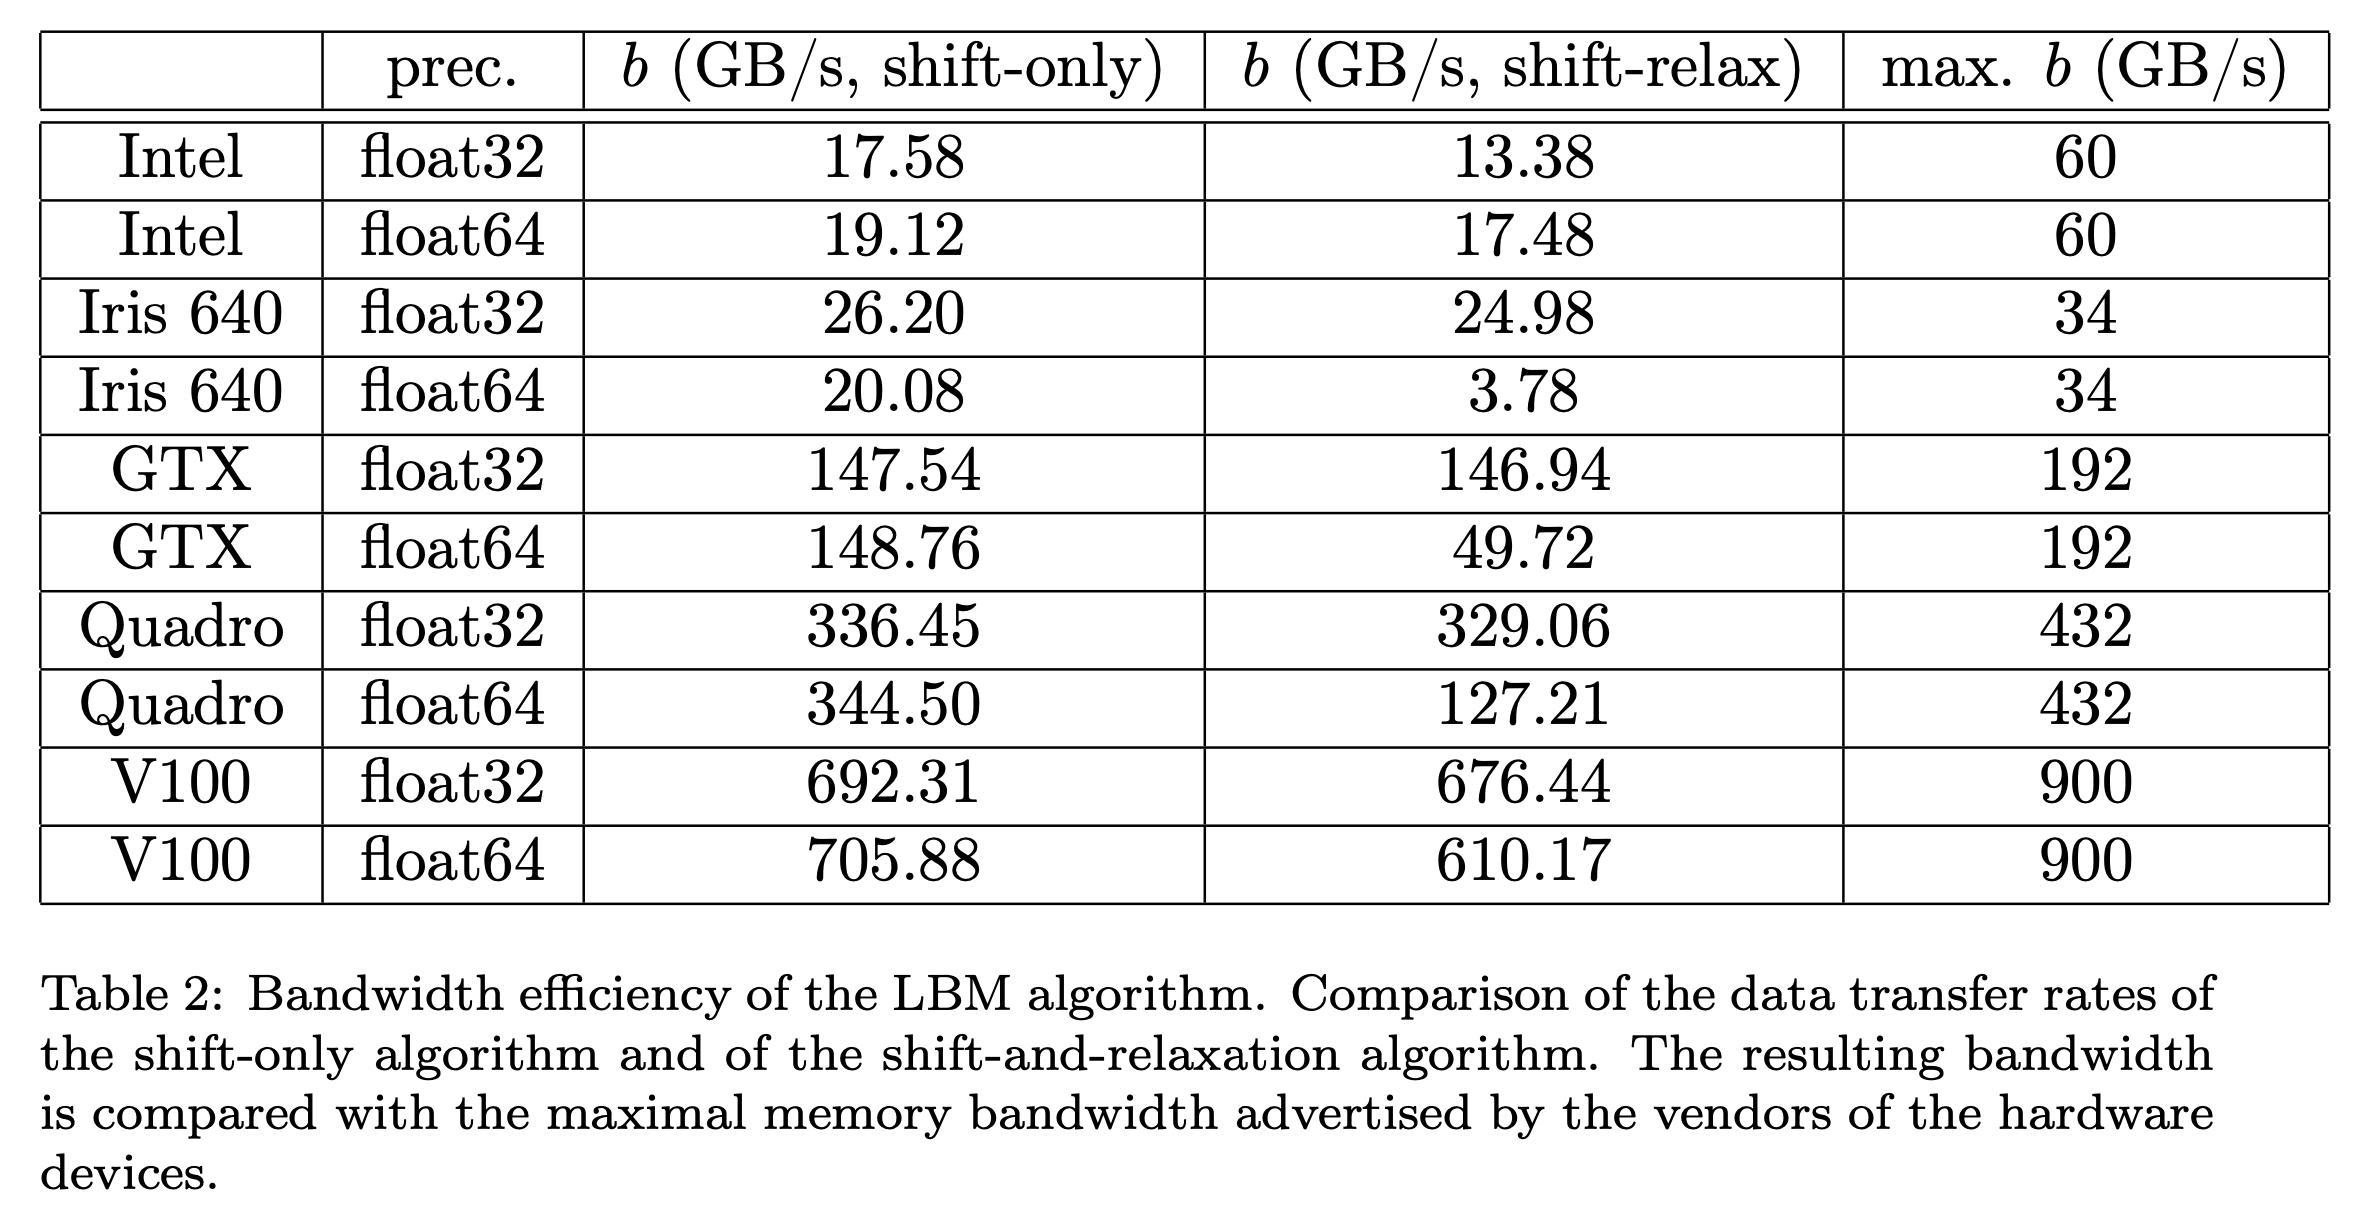 prec. b (GB/s, shift-only) b (GB/s, shift-relax) max. b (GB/s)
Intel float32 17.58 13.38 60
Intel float64 19.12 17.48 60
Iris 640 float32 26.20 24.98 34
Iris 640 float64 20.08 3.78 34
GTX float32 147.54 146.94 192
GTX float64 148.76 49.72 192
Quadro float32 336.45 329.06 432
Quadro float64 344.50 127.21 432
V100 float32 692.31 676.44 900
V100 float64 705.88 610.17 900
Table 2: Bandwidth efficiency of the LBM algorithm. Comparison of the data transfer rates of
the shift-only algorithm and of the shift-and-relaxation algorithm. The resulting bandwidth
is compared with the maximal memory bandwidth advertised by the vendors of the hardware
devices.